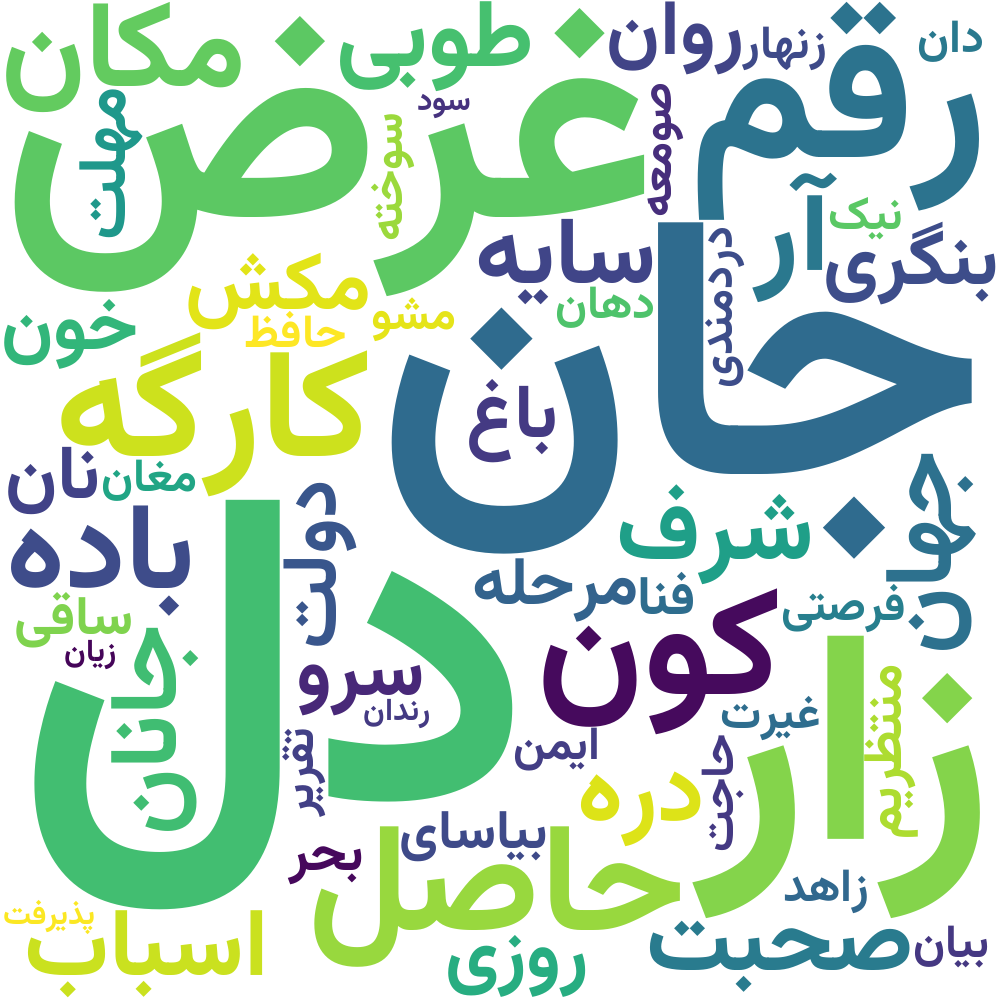 مکان
طوبی
روان
زنهار
رقم
دان
عرض
سود
مهلت
سوخته
صومعه
آر
نیک
بنگری
سایه
دردمندی
جان
مکش
دهان
مشو
حافظ
خون
کارگه
باغ
نان
مغان
دولت
شرف
جهان
باده
مرحله
فنا
فرصتی
ساقی
زیان
جانان
دل
سرو
رندان
کون
زار
غیرت
منتظریم
ایمن
تقریر
دره
حاجت
بیاسای
بحر
حاصل
زاهد
پذیرفت
اسباب
روزی
صحبت
بیان